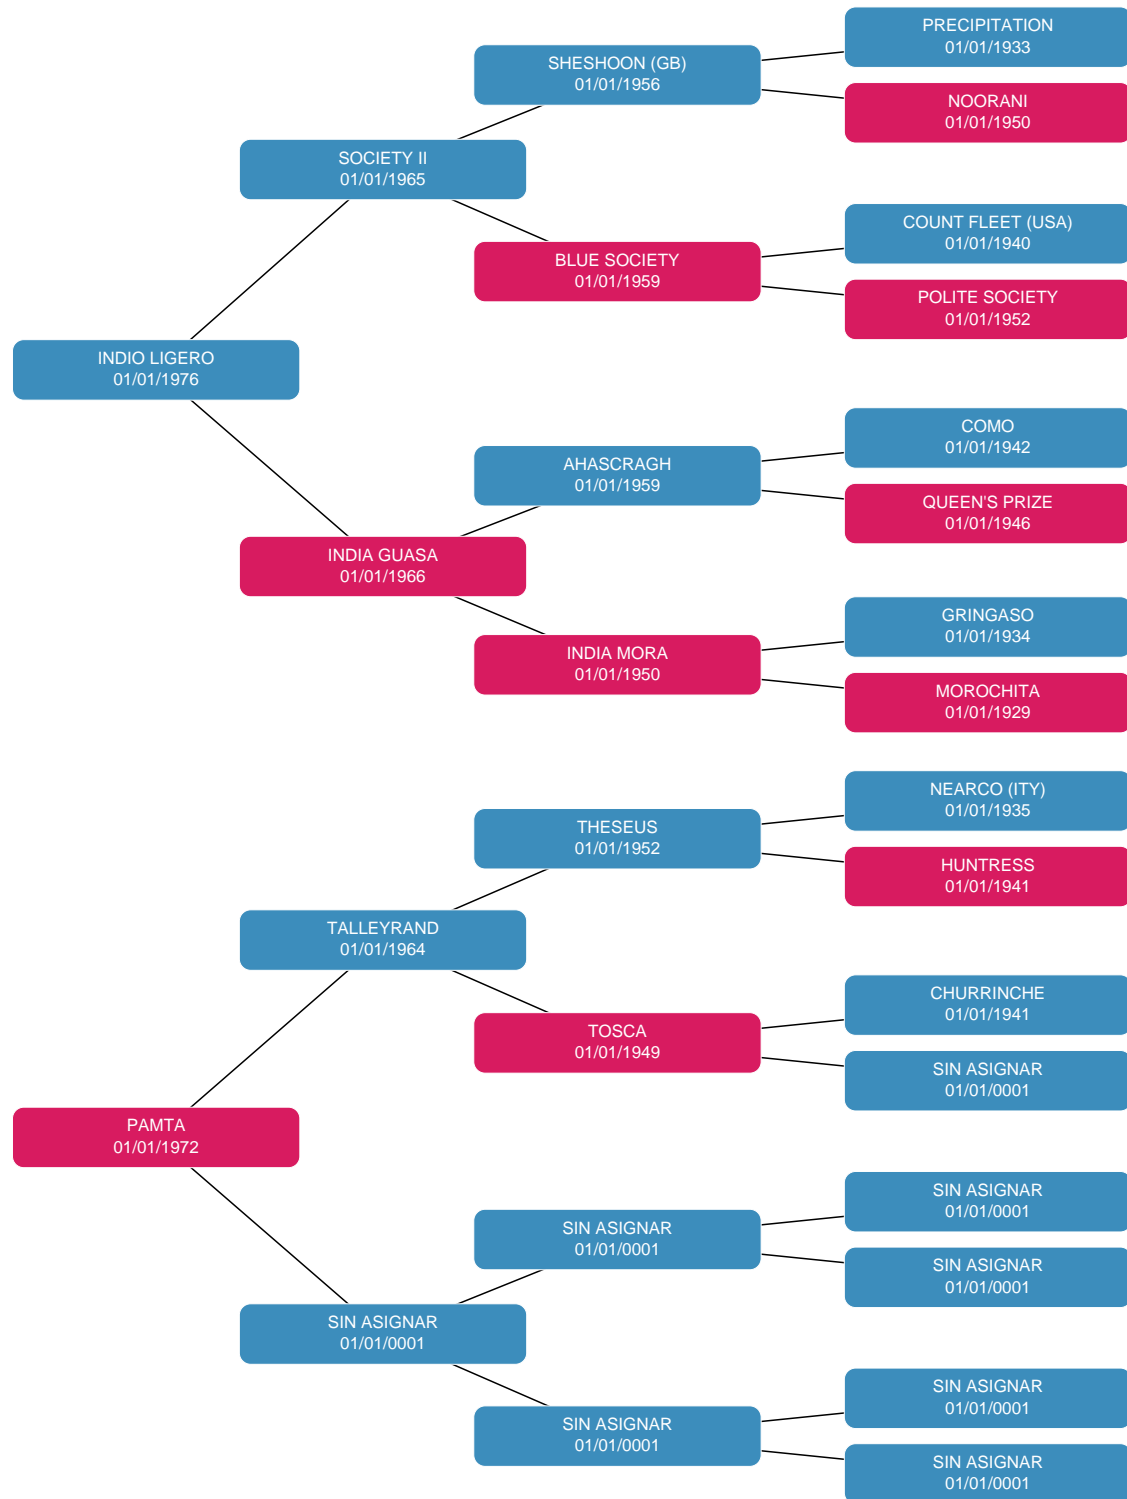 PRECIPITATION
01/01/1933
SHESHOON (GB)
01/01/1956
NOORANI
01/01/1950
SOCIETY II
01/01/1965
COUNT FLEET (USA)
01/01/1940
BLUE SOCIETY
01/01/1959
POLITE SOCIETY
01/01/1952
INDIO LIGERO
01/01/1976
COMO
01/01/1942
AHASCRAGH
01/01/1959
QUEEN'S PRIZE
01/01/1946
INDIA GUASA
01/01/1966
GRINGASO
01/01/1934
INDIA MORA
01/01/1950
MOROCHITA
01/01/1929
NEARCO (ITY)
01/01/1935
THESEUS
01/01/1952
HUNTRESS
01/01/1941
TALLEYRAND
01/01/1964
CHURRINCHE
01/01/1941
TOSCA
01/01/1949
SIN ASIGNAR
01/01/0001
PAMTA
01/01/1972
SIN ASIGNAR
01/01/0001
SIN ASIGNAR
01/01/0001
SIN ASIGNAR
01/01/0001
SIN ASIGNAR
01/01/0001
SIN ASIGNAR
01/01/0001
SIN ASIGNAR
01/01/0001
SIN ASIGNAR
01/01/0001